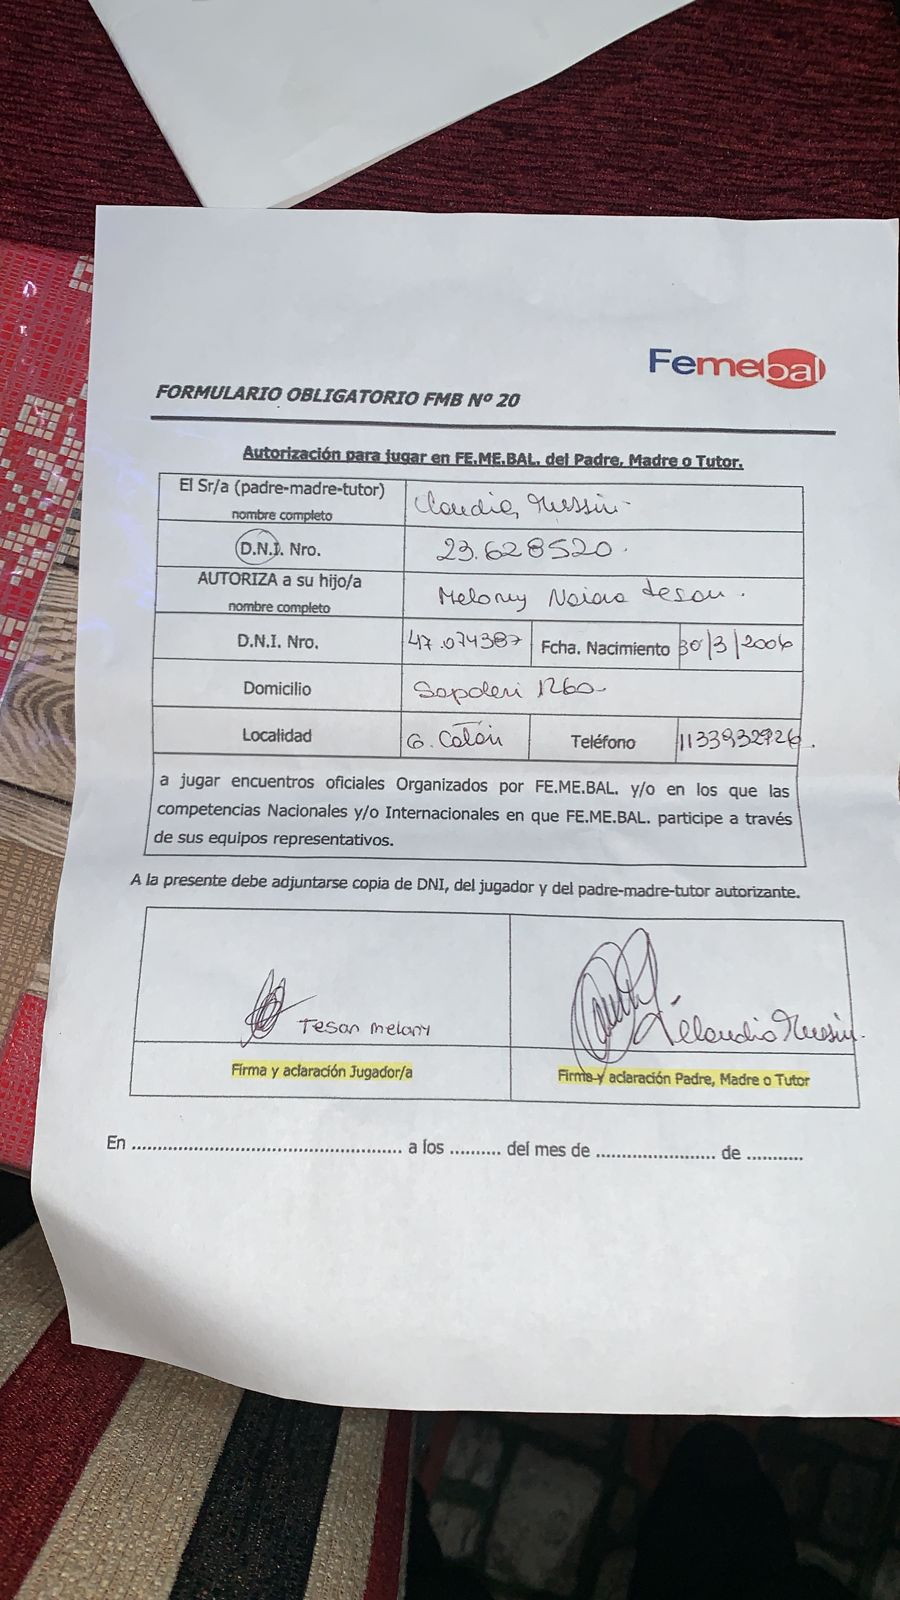 Femebal
FORMULARIO OBLIGATORIO FMB Nº 20
Autorización para jugar en FE.ME.BAL. del Padre, Madre o Tutor.
El Sr/a (padre-madre-tutor) Claudia Mussin
nombre completo
D.N.I. Nro. 23.628520.
AUTORIZA a su hijo/a Melany Naiara Tesan.
nombre completo
D.N.I. Nro. 47.074387 Fcha. Nacimiento 30/3/2006
Domicilio 1260
Localidad G. Catán Teléfono 1133932926.
a jugar encuentros oficiales Organizados por FE.ME.BAL. y/o en los que las
competencias Nacionales y/o Internacionales en que FE.ME.BAL. participe a través
de sus equipos representativos.
A la presente debe adjuntarse copia de DNI, del jugador y del padre-madre-tutor autorizante.
Tesan Melany Claudia Mussin
Firma y aclaración Jugador/a Firma y aclaración Padre, Madre o Tutor
En .................................................... a los .......... del mes de ....................... de ...........